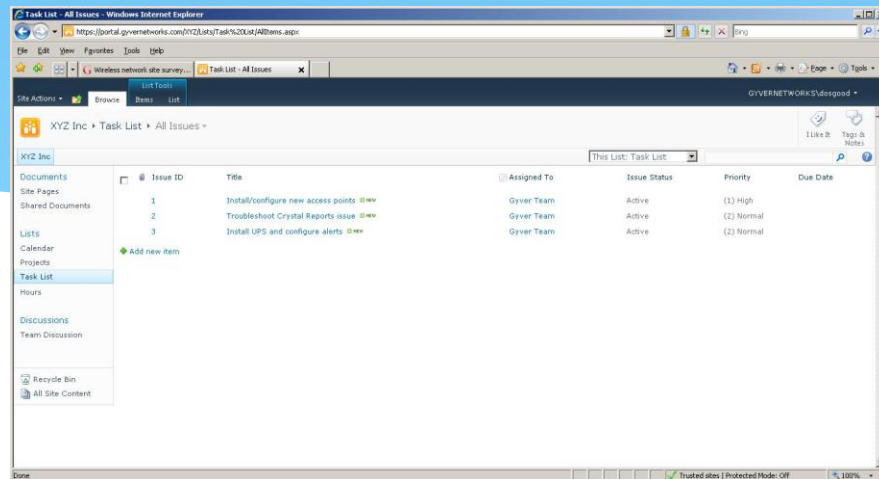 Task List - All Issues - Windows Internet Explorer
https://portal.gyvernetworks.com/XYZ/Lists/Task%20List/AllItems.aspx
Bing
File Edit View Favorites Tools Help
Wireless network site survey... Task List - All Issues
Page Tools
Site Actions Browse List Tools Items List
GYVERNETWORKS\dosgood
XYZ Inc Task List All Issues
I Like It Tags & Notes
XYZ Inc
This List: Task List
Documents
Site Pages
Shared Documents
Lists
Calendar
Projects
Task List
Hours
Discussions
Team Discussion
Recycle Bin
All Site Content
Issue ID Title Assigned To Issue Status Priority Due Date
1 Install/configure new access points NEW Gyver Team Active (1) High
2 Troubleshoot Crystal Reports issue NEW Gyver Team Active (2) Normal
3 Install UPS and configure alerts NEW Gyver Team Active (2) Normal
Add new item
Done
Trusted sites | Protected Mode: Off 100%